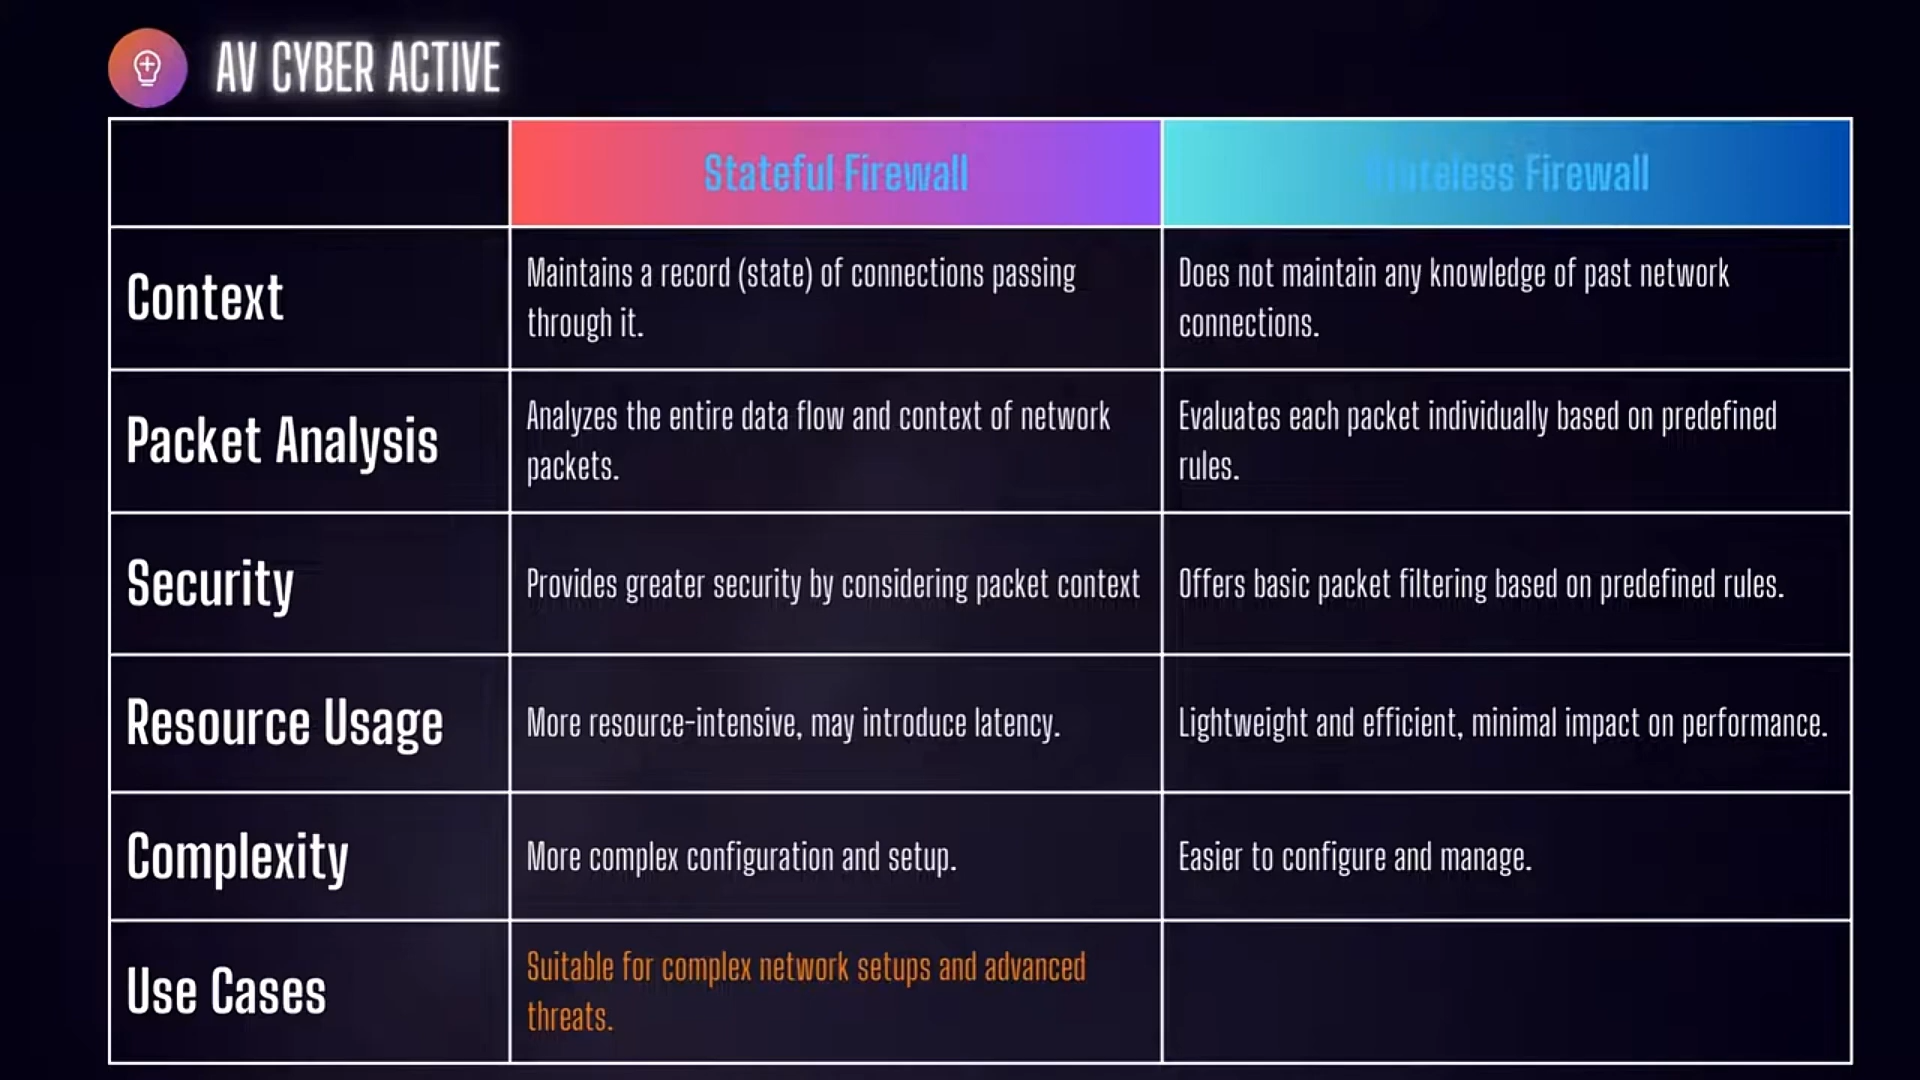 AV CYBER ACTIVE
Stateful Firewall
Stateless Firewall
Context
Maintains a record (state) of connections passing
through it.
Does not maintain any knowledge of past network
connections.
Packet Analysis
Analyzes the entire data flow and context of network
packets.
Evaluates each packet individually based on predefined
rules.
Security
Provides greater security by considering packet context
Offers basic packet filtering based on predefined rules.
Resource Usage
More resource-intensive, may introduce latency.
Lightweight and efficient, minimal impact on performance.
Complexity
More complex configuration and setup.
Easier to configure and manage.
Use Cases
Suitable for complex network setups and advanced
threats.